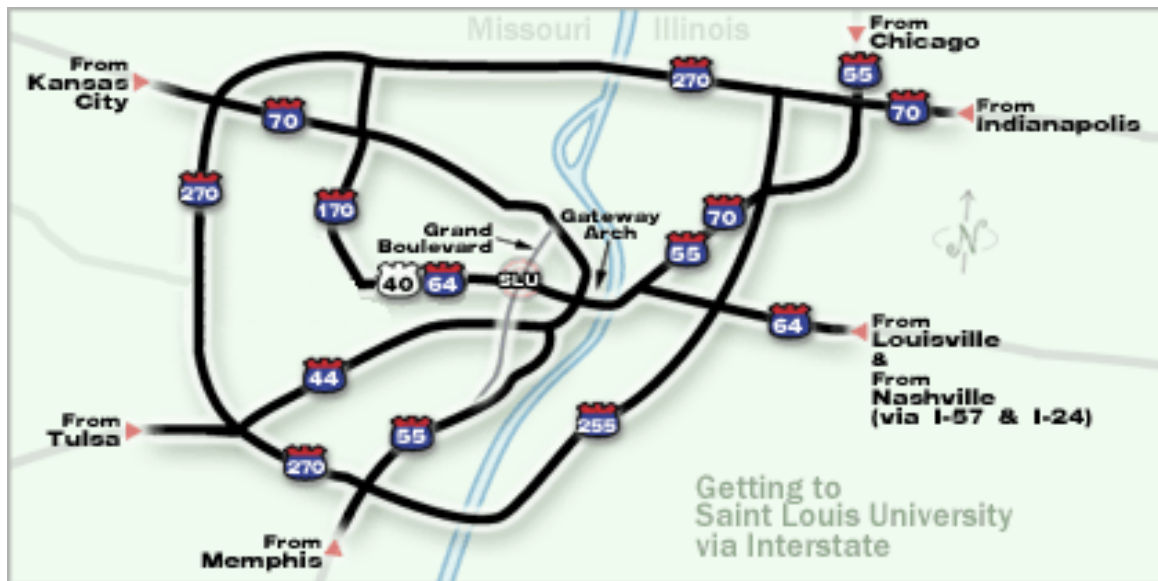 Missouri Illinois
From
Chicago
From
Kansas
City
55
270
70
From
Indianapolis
70
270
170
Grand
Boulevard
Gateway
Arch
70
55
N
40
64
SLU
64
From
Louisville
&
From
Nashville
(via I-57 & I-24)
44
From
Tulsa
55
255
270
Getting to
Saint Louis University
via Interstate
From
Memphis